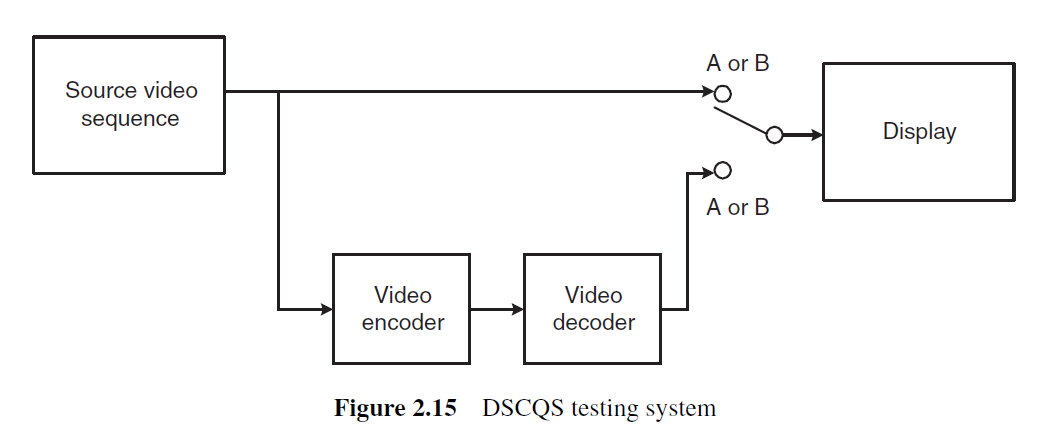 A or B
Source video
sequence
Display
A or B
Video
encoder
Video
decoder
Figure 2.15 DSCQS testing system